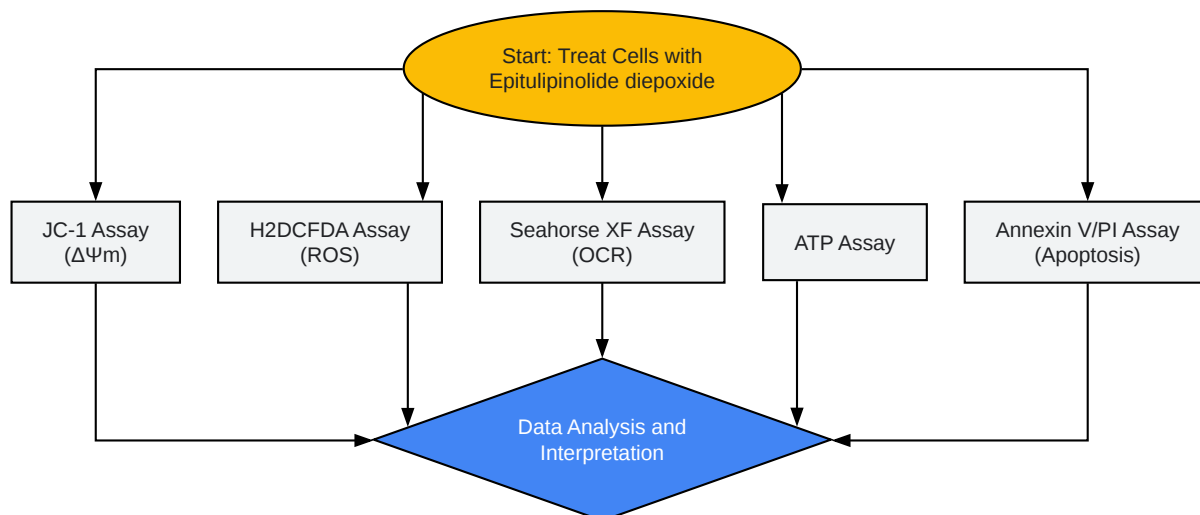 Start: Treat Cells with
Epitulipinolide diepoxide
JC-1 Assay
(ΔΨm)
H2DCFDA Assay
(ROS)
Seahorse XF Assay
(OCR)
ATP Assay
Annexin V/PI Assay
(Apoptosis)
Data Analysis and
Interpretation